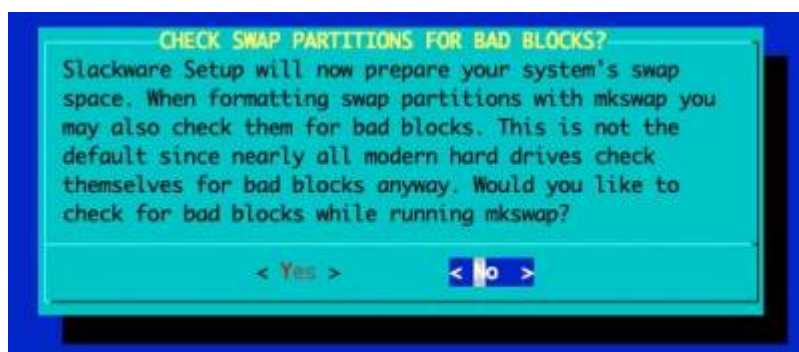 CHECK SWAP PARTITIONS FOR BAD BLOCKS?
Slackware Setup will now prepare your system's swap
space. When formatting swap partitions with mkswap you
may also check them for bad blocks. This is not the
default since nearly all modern hard drives check
themselves for bad blocks anyway. Would you like to
check for bad blocks while running mkswap?
< Yes > < No >